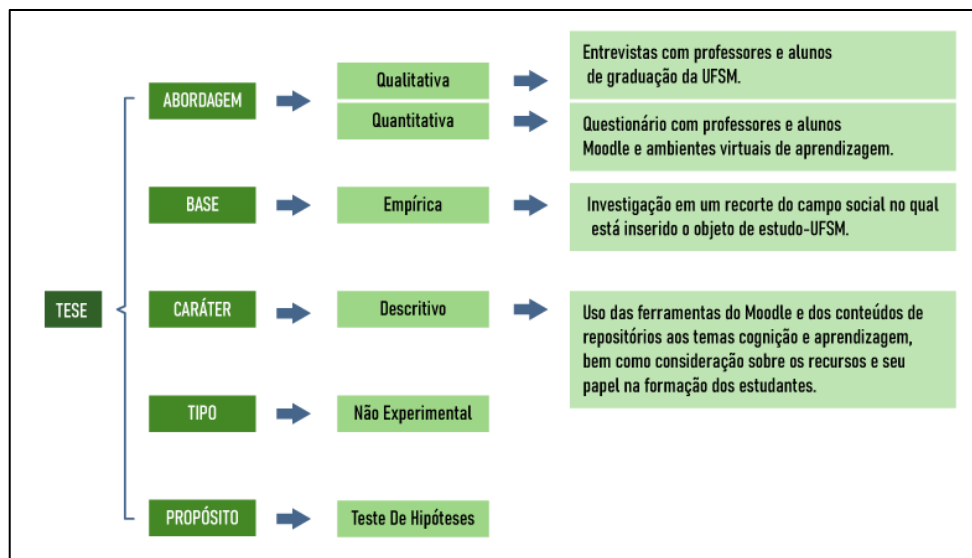 TESE
ABORDAGEM
Qualitativa
Entrevistas com professores e alunos
de graduação da UFSM.
Quantitativa
Questionário com professores e alunos
Moodle e ambientes virtuais de aprendizagem.
BASE
Empírica
Investigação em um recorte do campo social no qual
está inserido o objeto de estudo-UFSM.
CARÁTER
Descritivo
Uso das ferramentas do Moodle e dos conteúdos de
repositórios aos temas cognição e aprendizagem,
bem como consideração sobre os recursos e seu
papel na formação dos estudantes.
TIPO
Não Experimental
PROPÓSITO
Teste De Hipóteses